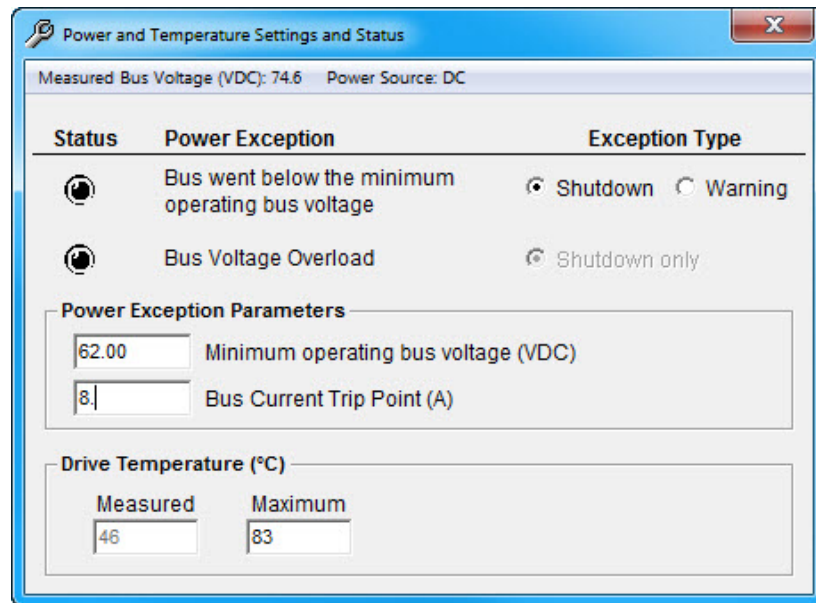 Power and Temperature Settings and Status
Measured Bus Voltage (VDC): 74.6 Power Source: DC
Status Power Exception Exception Type
Bus went below the minimum
operating bus voltage
Shutdown Warning
Bus Voltage Overload Shutdown only
Power Exception Parameters
62.00 Minimum operating bus voltage (VDC)
8. Bus Current Trip Point (A)
Drive Temperature (°C)
Measured Maximum
46 83